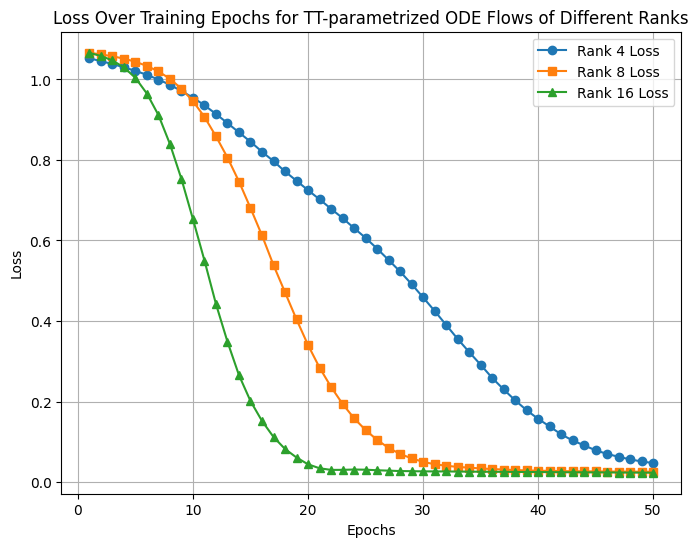 Loss Over Training Epochs for TT-parametrized ODE Flows of Different Ranks
Rank 4 Loss
Rank 8 Loss
Rank 16 Loss
Loss
1.0
0.8
0.6
0.4
0.2
0.0
0 10 20 30 40 50
Epochs